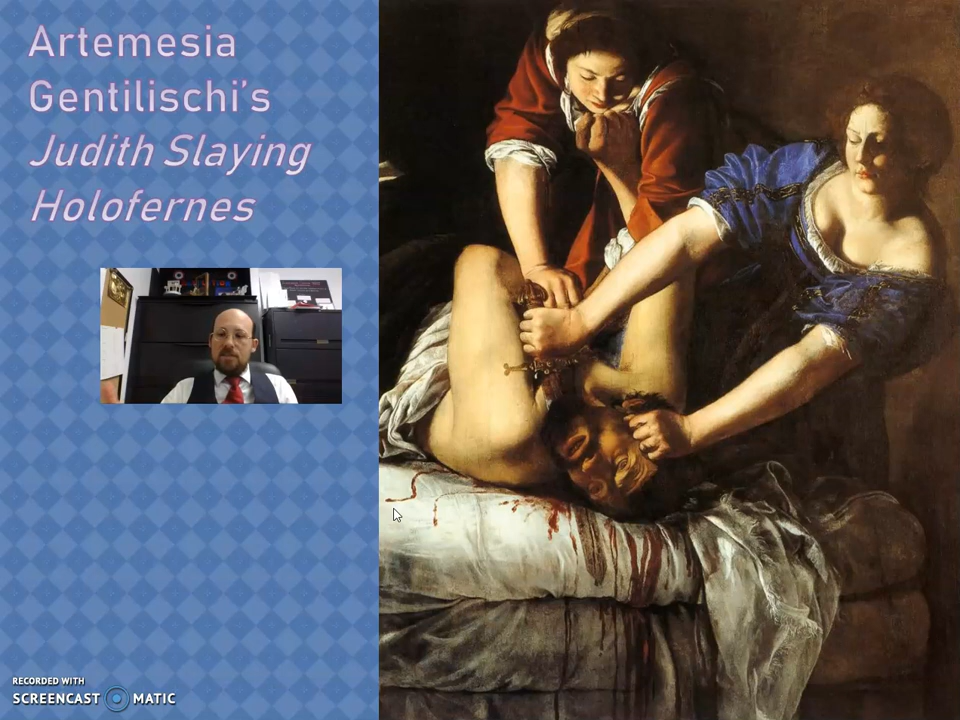 Artemesia
Gentilischi's
Judith Slaying
Holofernes
RECORDED WITH
SCREENCAST MATIC